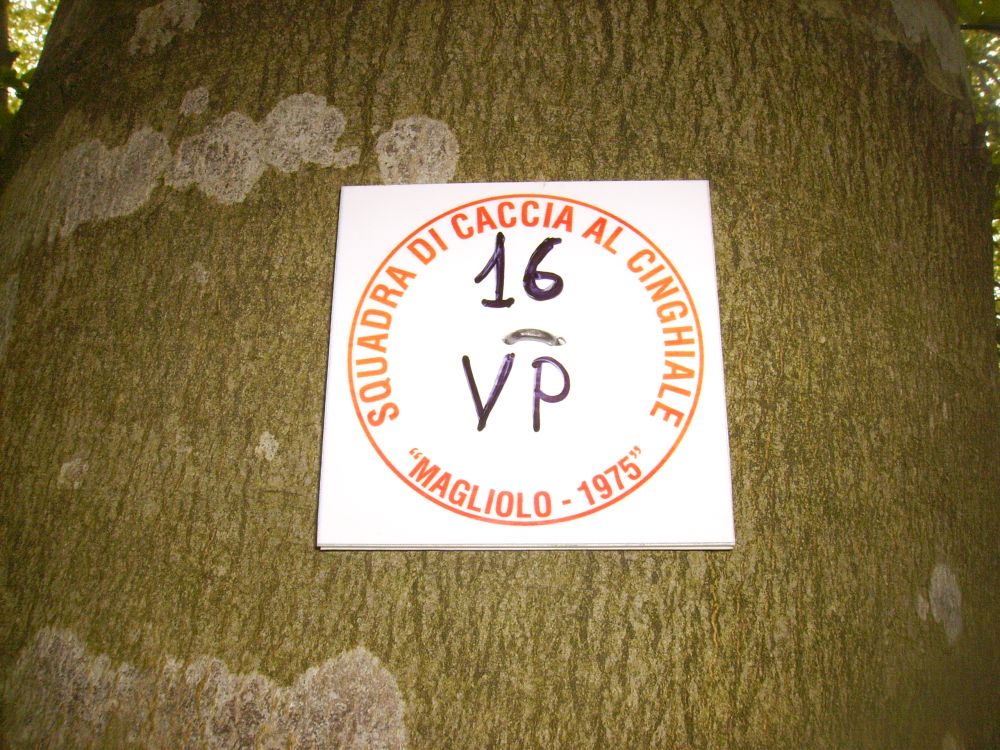 SQUADRA DI CACCIA AL CINGHIALE
16
VP
"MAGLIOLO - 1975"